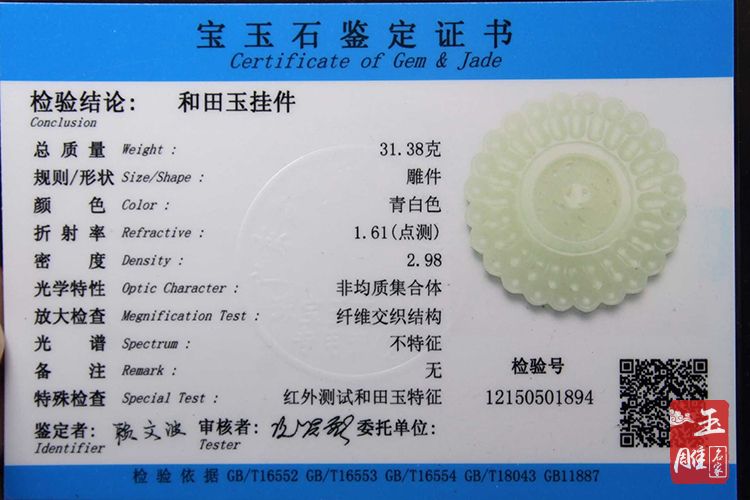 宝玉石鉴定证书
Certificate of Gem & Jade
检验结论: 和田玉挂件
Conclusion
总质量 Weight : 31.38克
规则/形状 Size/Shape : 雕件
颜色 Color : 青白色
折射率 Refractive : 1.61(点测)
密度 Density : 2.98
光学特性 Optic Character : 非均质集合体
放大检查 Megnification Test : 纤维交织结构
光谱 Spectrum : 不特征
备注 Remark : 无
特殊检查 Special Test : 红外测试和田玉特征
检验号
12150501894
鉴定者: 审核者: 委托单位:
Identifier Tester
检验依据 GB/T16552 GB/T16553 GB/T16554 GB/T18043 GB11887
玉雕名家